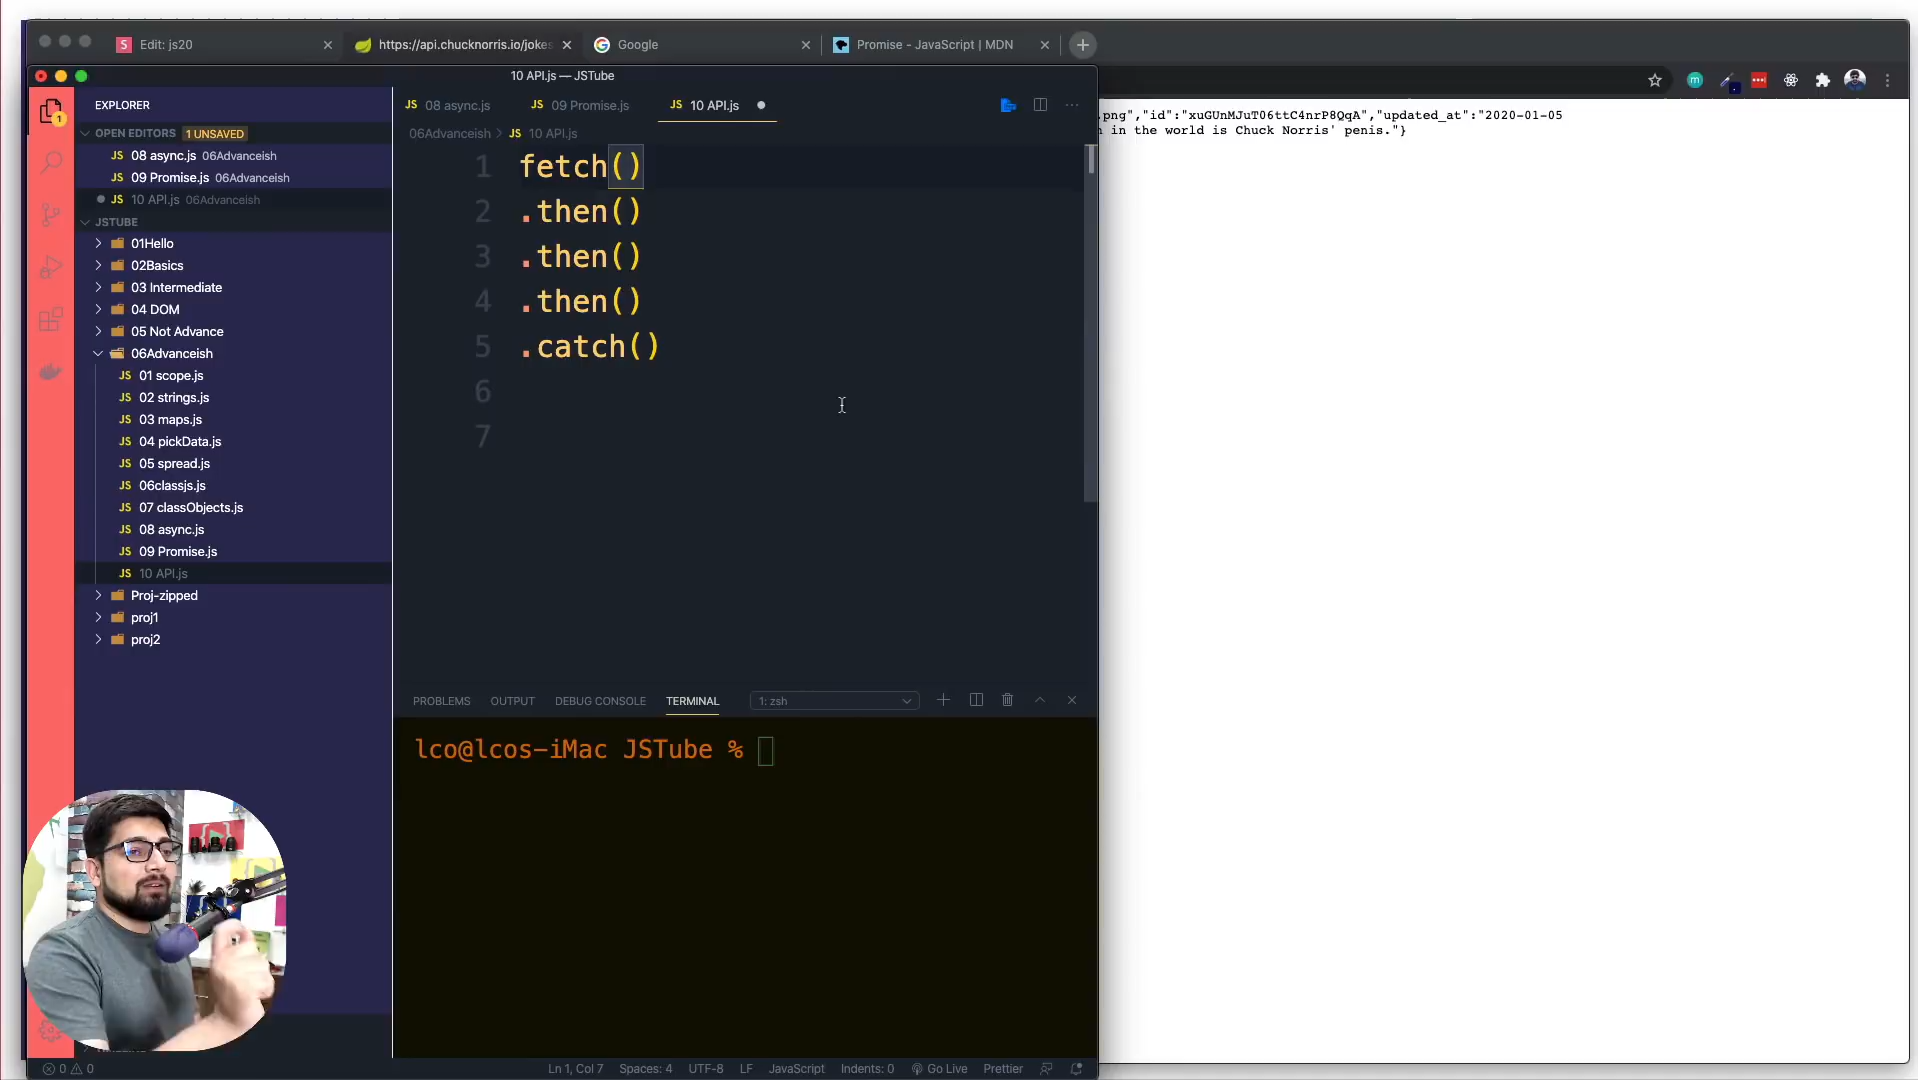 Edit: js20
https://api.chucknorris.io/jokes
Google
Promise - JavaScript | MDN
10 API.js — JSTube
EXPLORER
OPEN EDITORS 1 UNSAVED
JS 08 async.js 06Advanceish
JS 09 Promise.js 06Advanceish
JS 10 API.js 06Advanceish
JSTUBE
01Hello
02Basics
03 Intermediate
04 DOM
05 Not Advance
06Advanceish
JS 01 scope.js
JS 02 strings.js
JS 03 maps.js
JS 04 pickData.js
JS 05 spread.js
JS 06classjs.js
JS 07 classObjects.js
JS 08 async.js
JS 09 Promise.js
JS 10 API.js
Proj-zipped
proj1
proj2
JS 08 async.js
JS 09 Promise.js
JS 10 API.js
06Advanceish > JS 10 API.js
1 fetch()
2 .then()
3 .then()
4 .then()
5 .catch()
6
7
.png","id":"xuGUnMJuT06ttC4nrP8QqA","updated_at":"2020-01-05
in the world is Chuck Norris' penis."}
PROBLEMS OUTPUT DEBUG CONSOLE TERMINAL 1: zsh
lco@lcos-iMac JSTube %
0 0 Ln 1, Col 7 Spaces: 4 UTF-8 LF JavaScript Indents: 0 Go Live Prettier